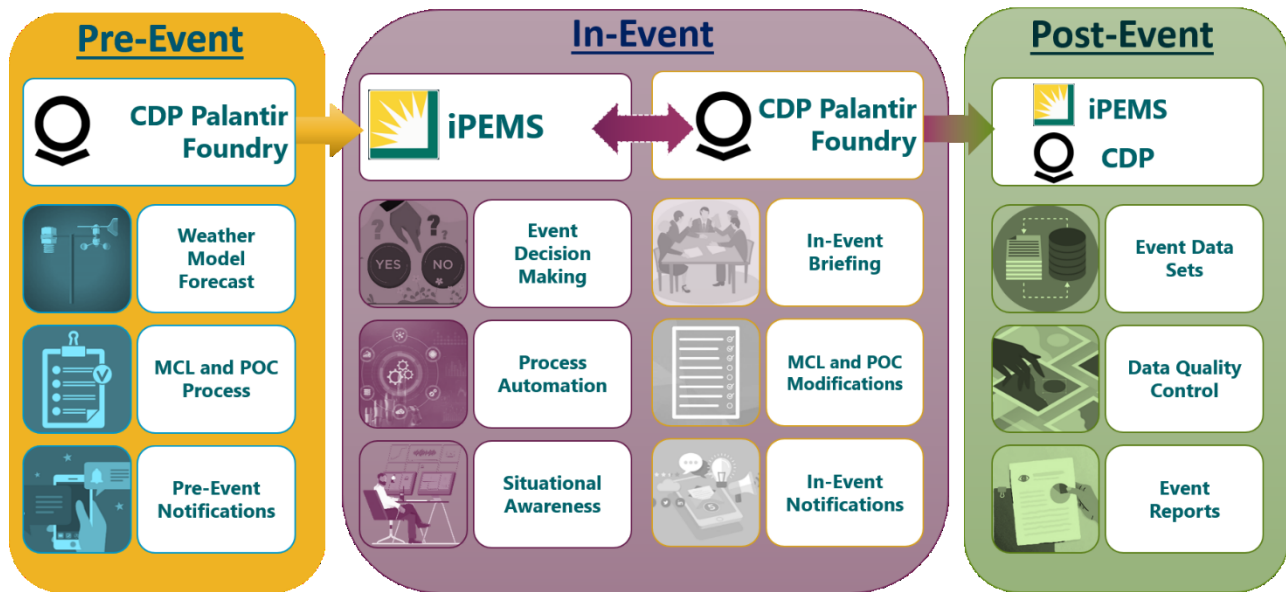 Pre-Event
CDP Palantir
Foundry
Weather
Model
Forecast
MCL and POC
Process
Pre-Event
Notifications
In-Event
iPEMS
CDP Palantir
Foundry
Event
Decision
Making
YES
NO
In-Event
Briefing
Process
Automation
MCL and POC
Modifications
Situational
Awareness
In-Event
Notifications
Post-Event
iPEMS
CDP
Event Data
Sets
Data Quality
Control
Event
Reports